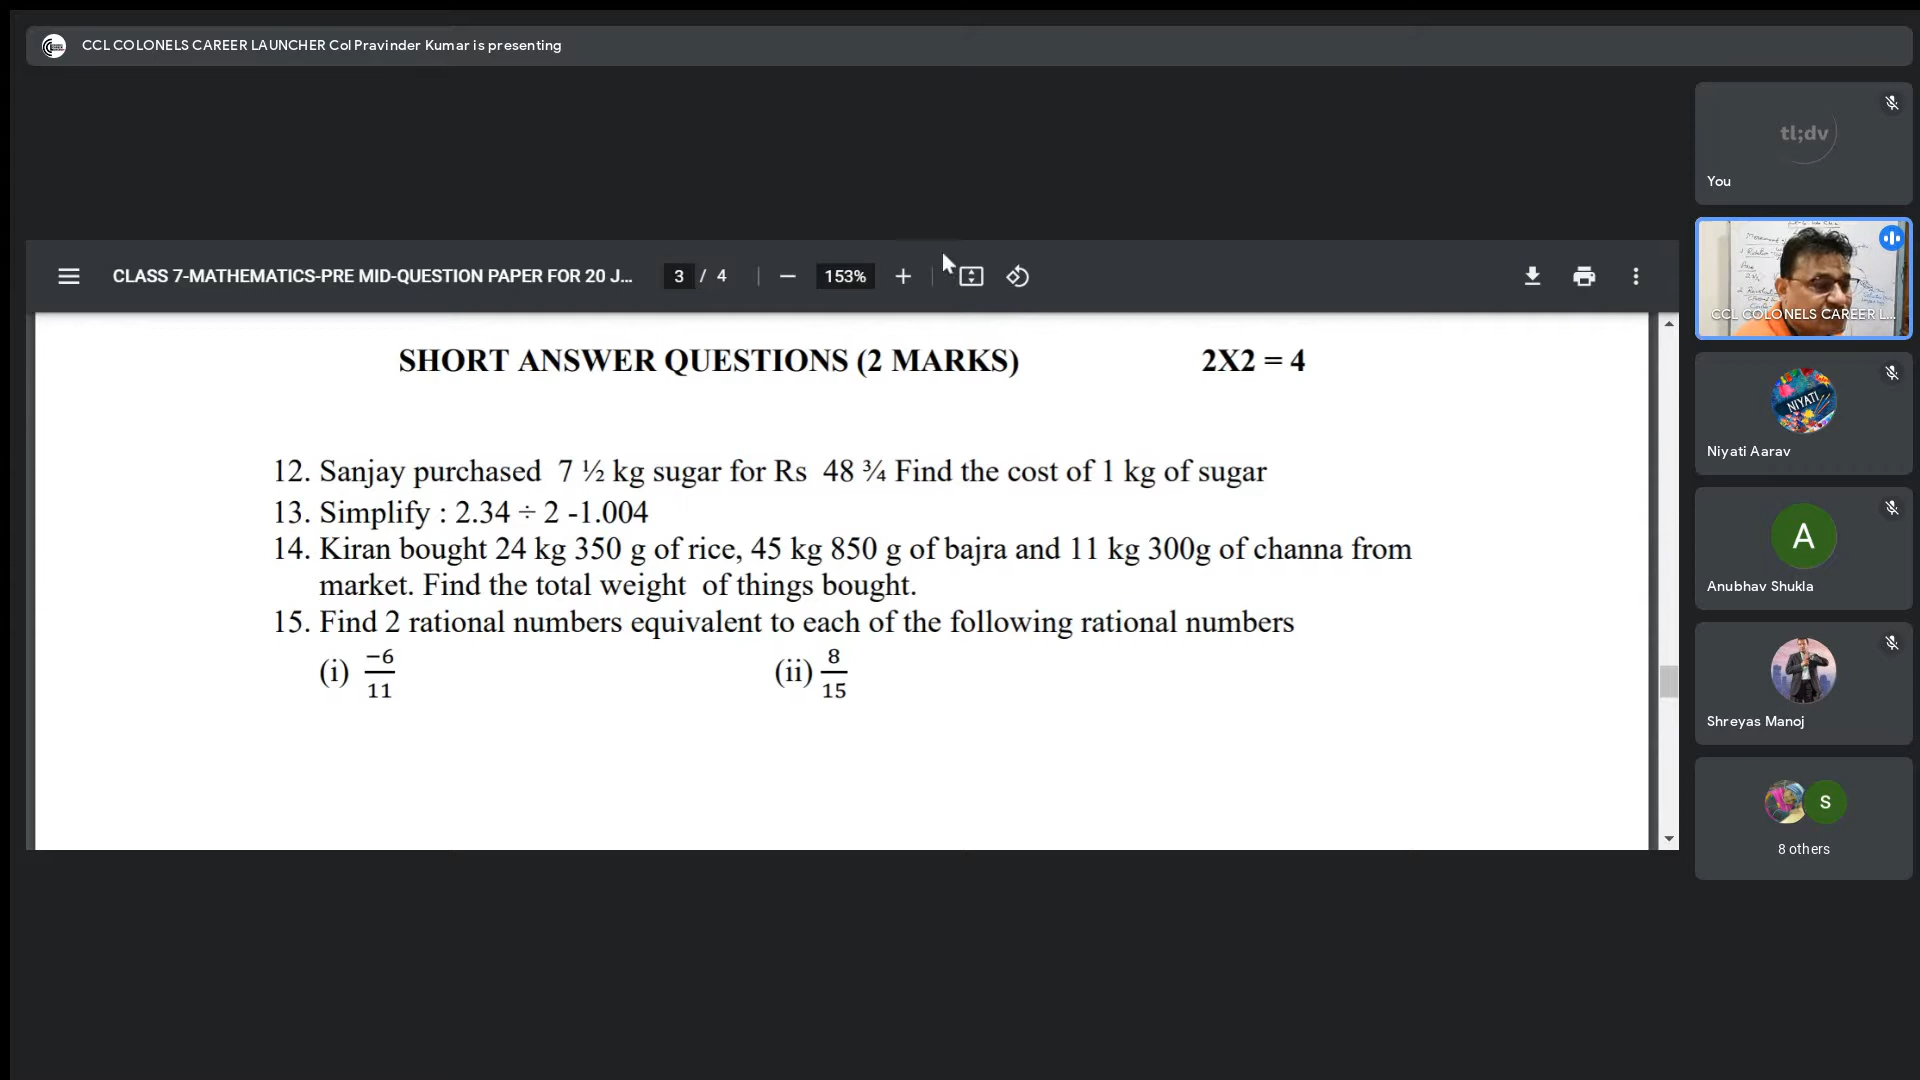 CCL COLONELS CAREER LAUNCHER Col Pravinder Kumar is presenting
tl;dv
You
CLASS 7-MATHEMATICS-PRE MID-QUESTION PAPER FOR 20 J...
3 / 4
153%
CCL COLONELS CAREER L...
SHORT ANSWER QUESTIONS (2 MARKS) 2X2 = 4
12. Sanjay purchased 7 ½ kg sugar for Rs 48 ¾ Find the cost of 1 kg of sugar
13. Simplify : 2.34 ÷ 2 -1.004
14. Kiran bought 24 kg 350 g of rice, 45 kg 850 g of bajra and 11 kg 300g of channa from
market. Find the total weight of things bought.
15. Find 2 rational numbers equivalent to each of the following rational numbers
(i) −6/11 (ii) 8/15
NIYATI
Niyati Aarav
A
Anubhav Shukla
Shreyas Manoj
S
8 others